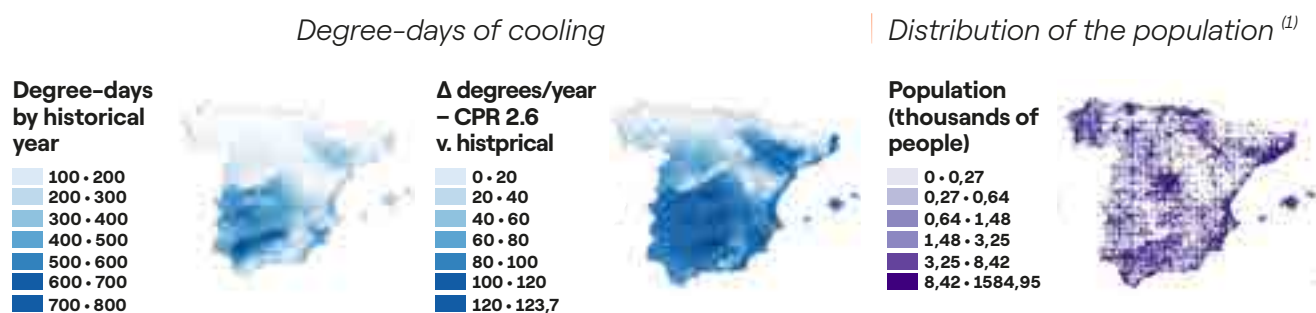 Degree-days of cooling
Distribution of the population (1)
Degree-days
by historical
year
100 • 200
200 • 300
300 • 400
400 • 500
500 • 600
600 • 700
700 • 800
Δ degrees/year
– CPR 2.6
v. histprical
0 • 20
20 • 40
40 • 60
60 • 80
80 • 100
100 • 120
120 • 123,7
Population
(thousands of
people)
0 • 0,27
0,27 • 0,64
0,64 • 1,48
1,48 • 3,25
3,25 • 8,42
8,42 • 1584,95